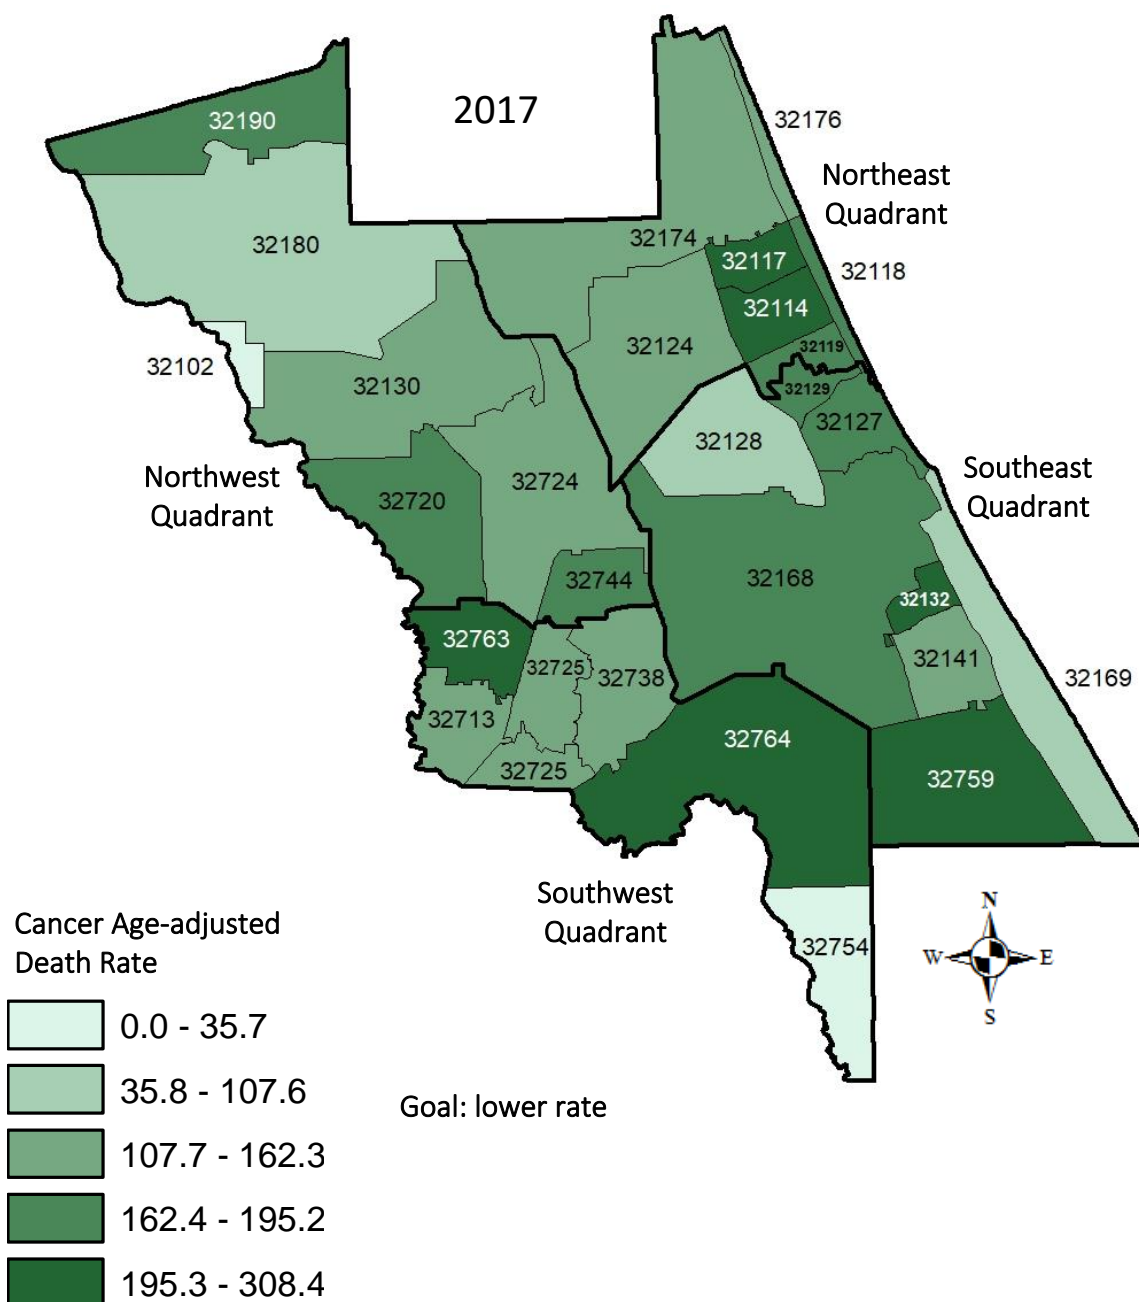 2017
32190
32176
Northeast
Quadrant
32180
32174
32117
32118
32114
32124
32119
32102
32130
32129
32127
32128
Northwest
Quadrant
Southeast
Quadrant
32724
32720
32744
32168
32132
32763
32725
32738
32141
32169
32713
32764
32725
32759
Southwest
Quadrant
32754
N
W E
S
Cancer Age-adjusted
Death Rate
0.0 - 35.7
35.8 - 107.6
Goal: lower rate
107.7 - 162.3
162.4 - 195.2
195.3 - 308.4